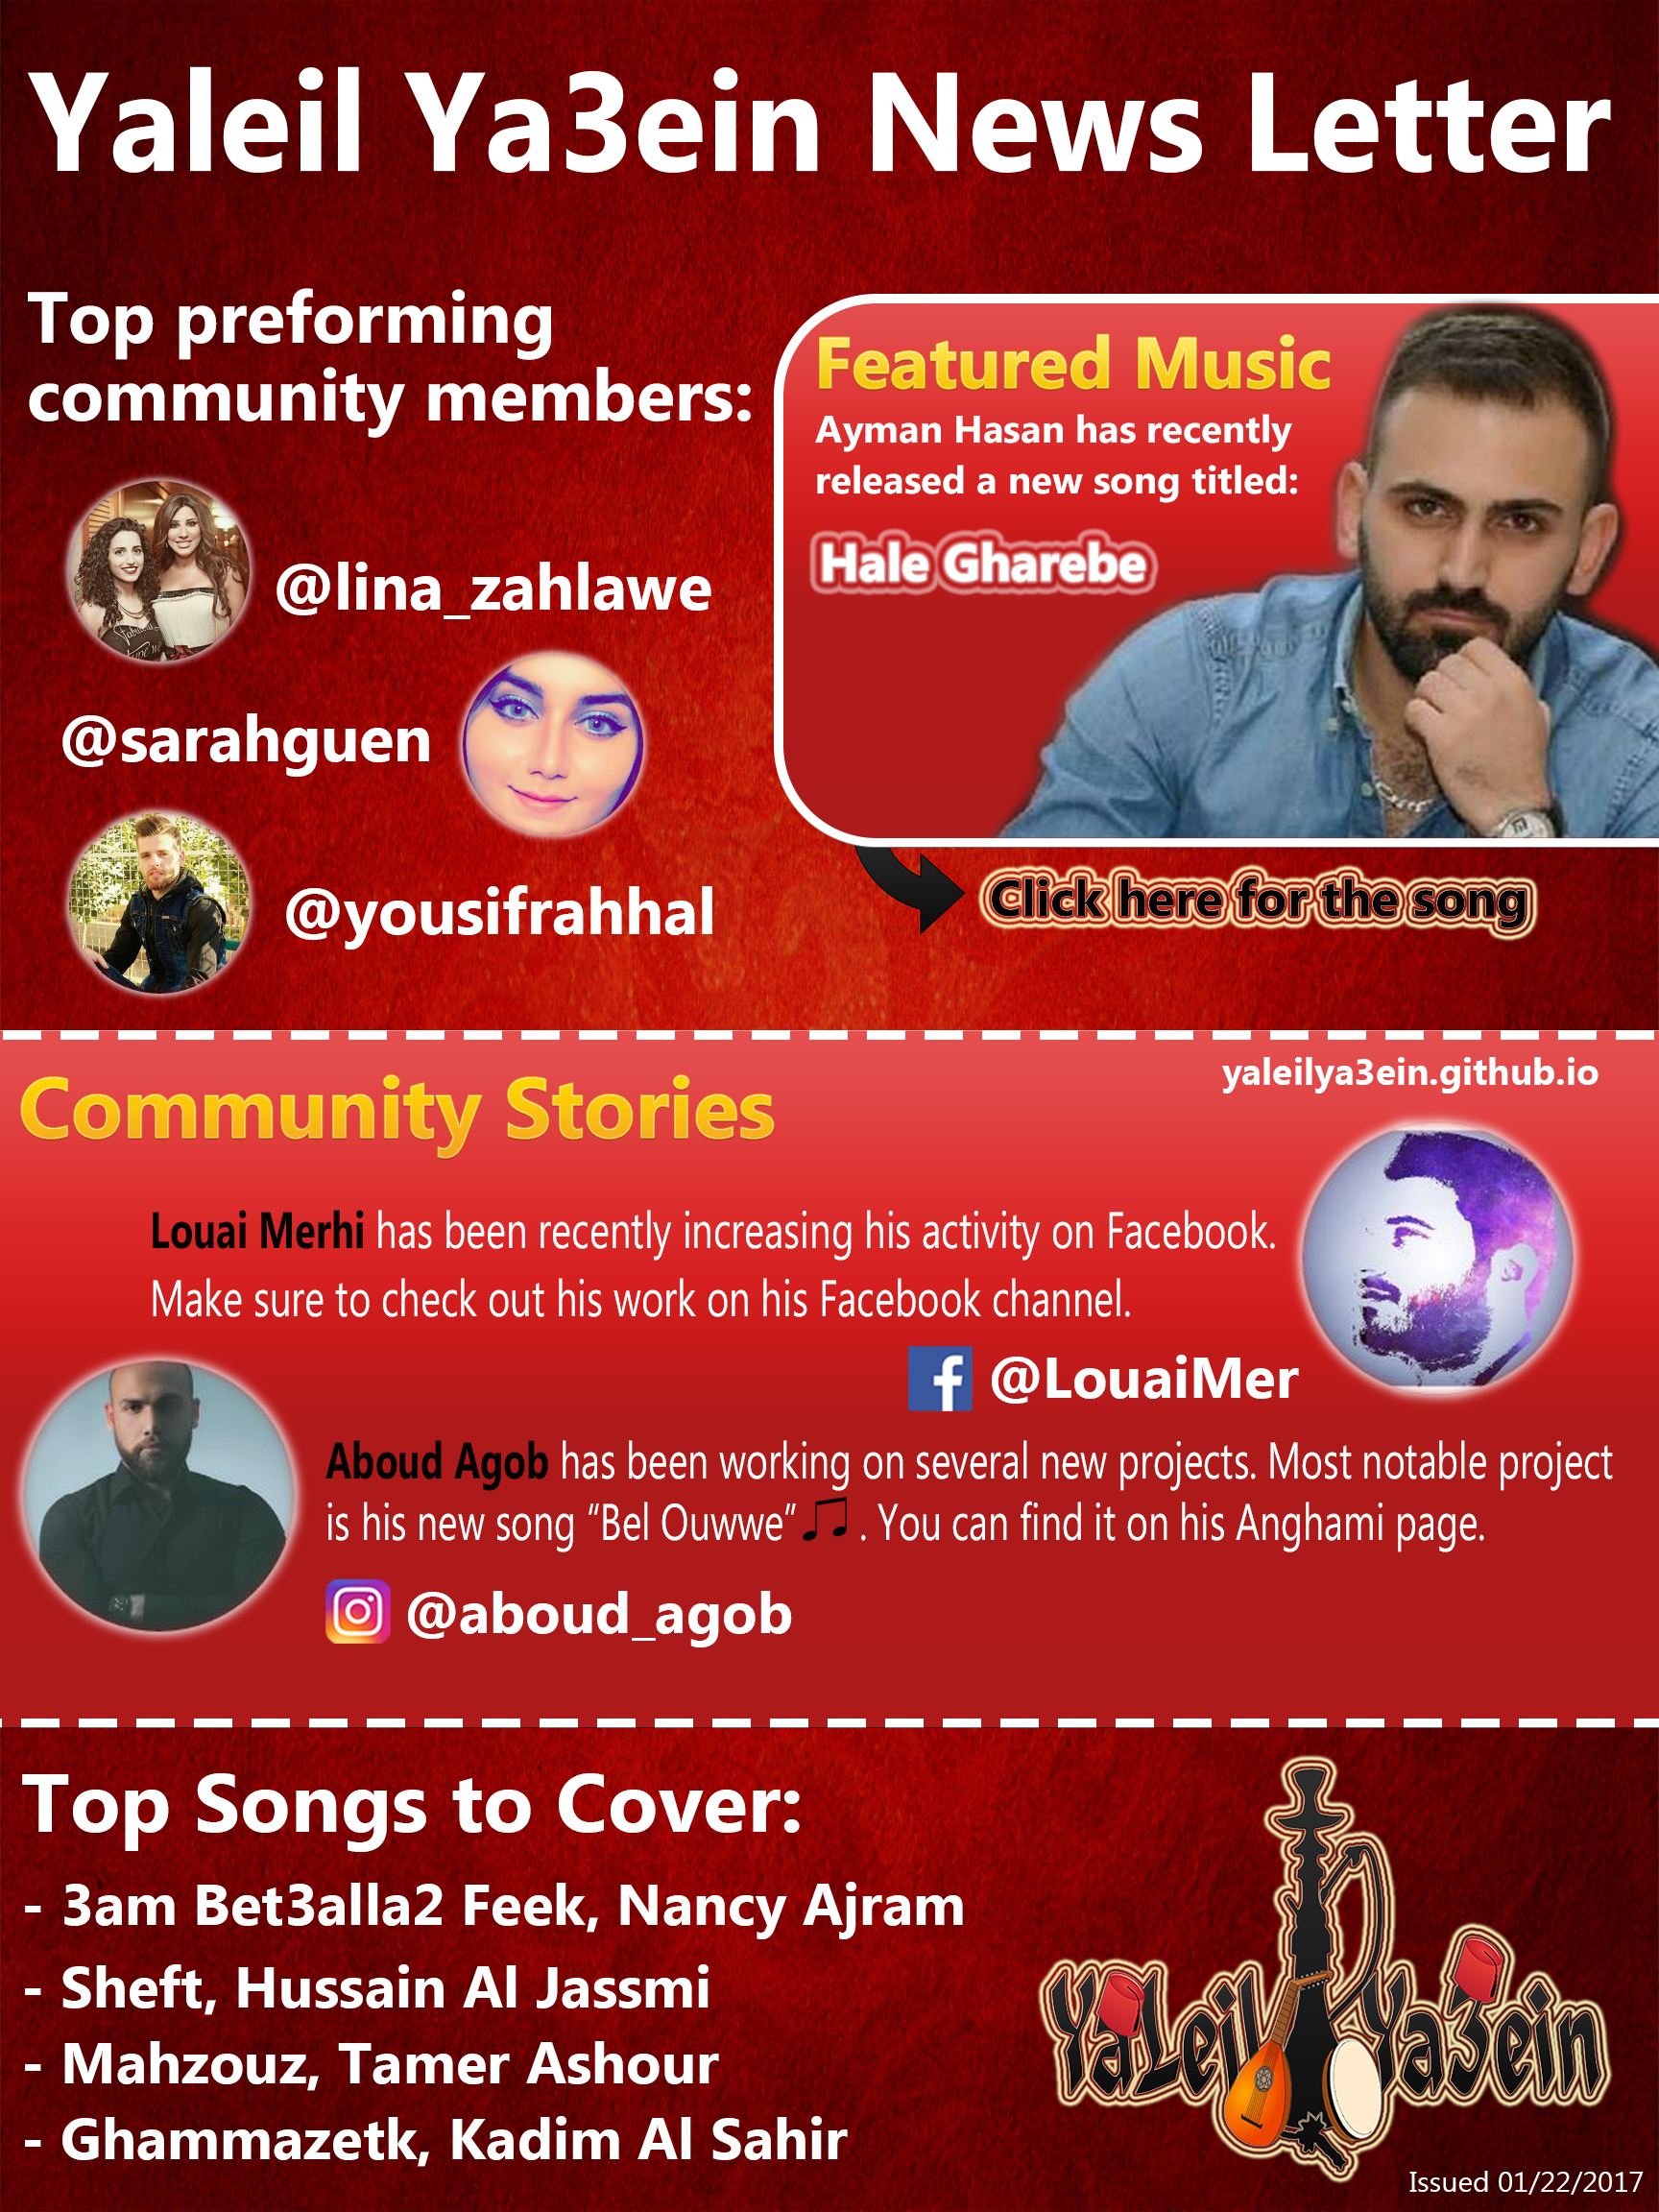 Yaleil Ya3ein News Letter
Top preforming
community members:
@lina_zahlawe
@sarahguen
@yousifrahhal
Featured Music
Ayman Hasan has recently
released a new song titled:
Hale Gharebe
Click here for the song
yaleilya3ein.github.io
Community Stories
Louai Merhi has been recently increasing his activity on Facebook.
Make sure to check out his work on his Facebook channel.
@LouaiMer
Aboud Agob has been working on several new projects. Most notable project
is his new song “Bel Ouwwe”♫. You can find it on his Anghami page.
@aboud_agob
Top Songs to Cover:
- 3am Bet3alla2 Feek, Nancy Ajram
- Sheft, Hussain Al Jassmi
- Mahzouz, Tamer Ashour
- Ghammazetk, Kadim Al Sahir
YaLeil Ya3ein
Issued 01/22/2017